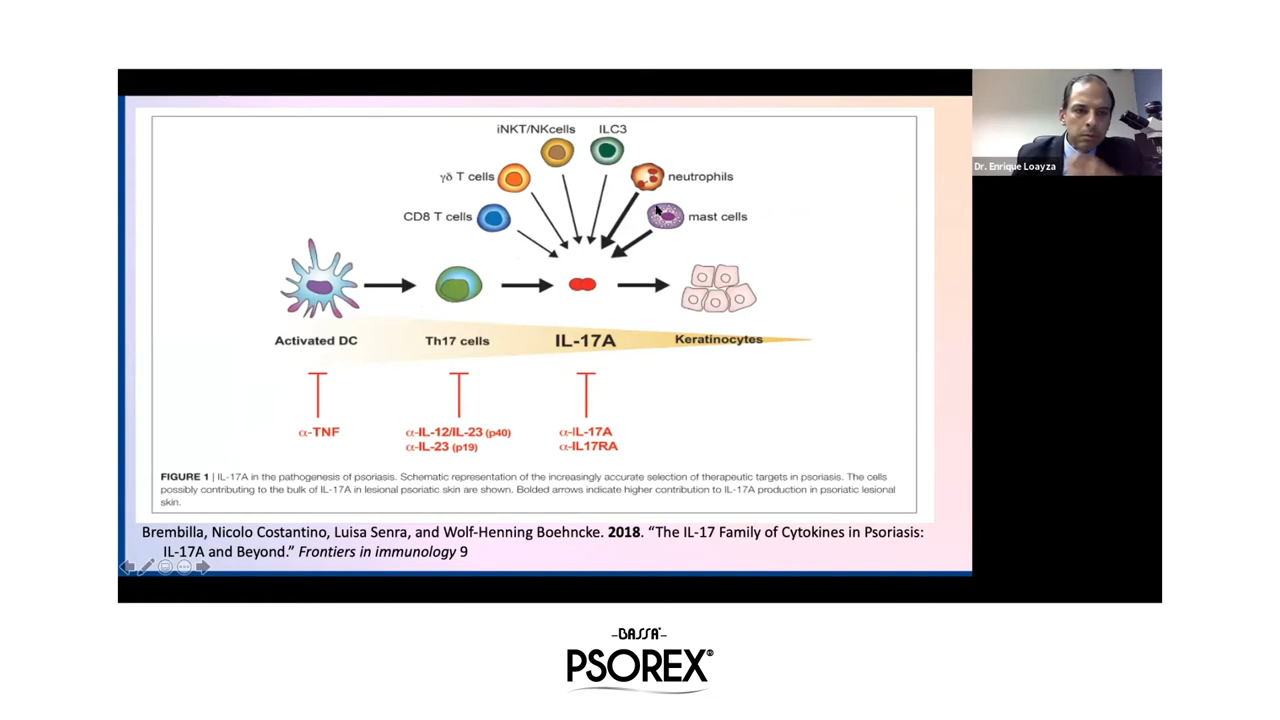 iNKT/NKcells
ILC3
γδ T cells
neutrophils
CD8 T cells
mast cells
Activated DC
Th17 cells
IL-17A
Keratinocytes
α-TNF
α-IL-12/IL-23 (p40)
α-IL-23 (p19)
α-IL-17A
α-IL17RA
FIGURE 1 | IL-17A in the pathogenesis of psoriasis. Schematic representation of the increasingly accurate selection of therapeutic targets in psoriasis. The cells
possibly contributing to the bulk of IL-17A in lesional psoriatic skin are shown. Bolded arrows indicate higher contribution to IL-17A production in psoriatic lesional
skin.
Brembilla, Nicolo Costantino, Luisa Senra, and Wolf-Henning Boehncke. 2018. “The IL-17 Family of Cytokines in Psoriasis:
IL-17A and Beyond.” Frontiers in immunology 9
Dr. Enrique Loayza
BASSA
PSOREX®